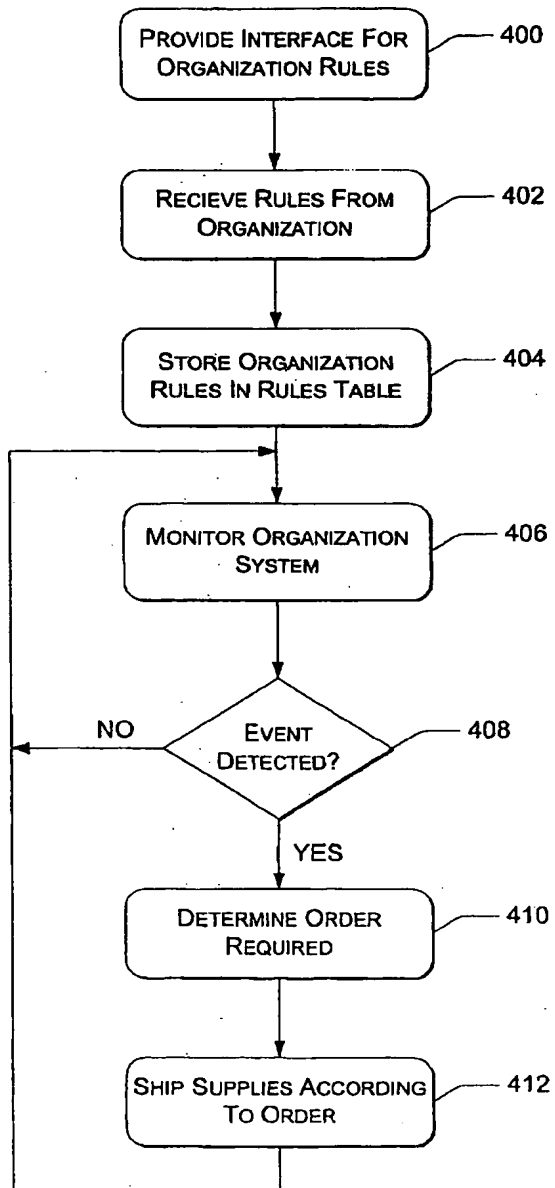 PROVIDE INTERFACE FOR
ORGANIZATION RULES
400
RECIEVE RULES FROM
ORGANIZATION
402
STORE ORGANIZATION
RULES IN RULES TABLE
404
MONITOR ORGANIZATION
SYSTEM
406
EVENT
DETECTED?
408
NO
YES
DETERMINE ORDER
REQUIRED
410
SHIP SUPPLIES ACCORDING
TO ORDER
412